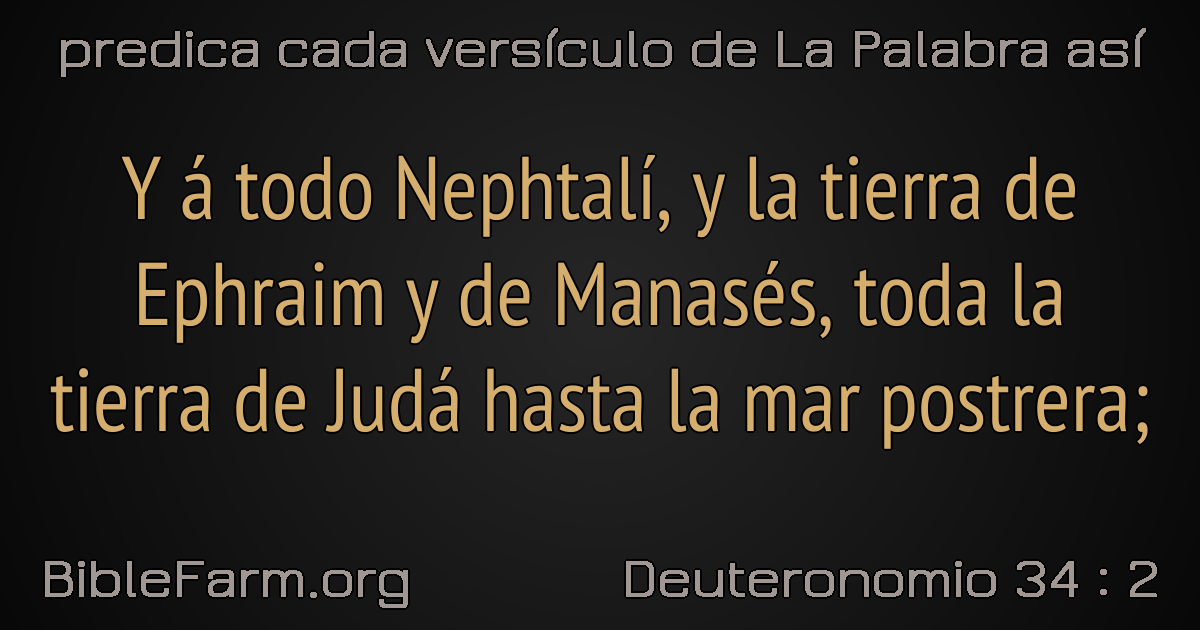 predica cada versículo de La Palabra así
Y á todo Nephtalí, y la tierra de
Ephraim y de Manasés, toda la
tierra de Judá hasta la mar postrera;
BibleFarm.org
Deuteronomio 34 : 2